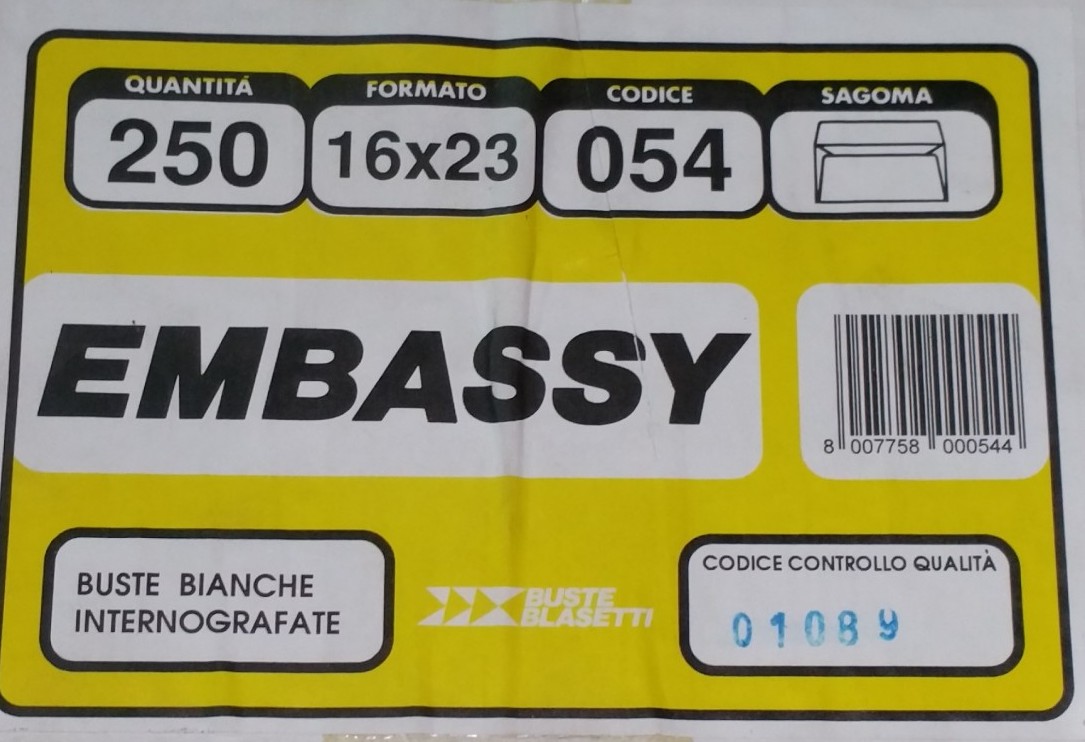 QUANTITÁ
250
FORMATO
16x23
CODICE
054
SAGOMA
EMBASSY
8 007758 000544
BUSTE BIANCHE
INTERNOGRAFATE
BUSTE
BLASETTI
CODICE CONTROLLO QUALITÀ
01089